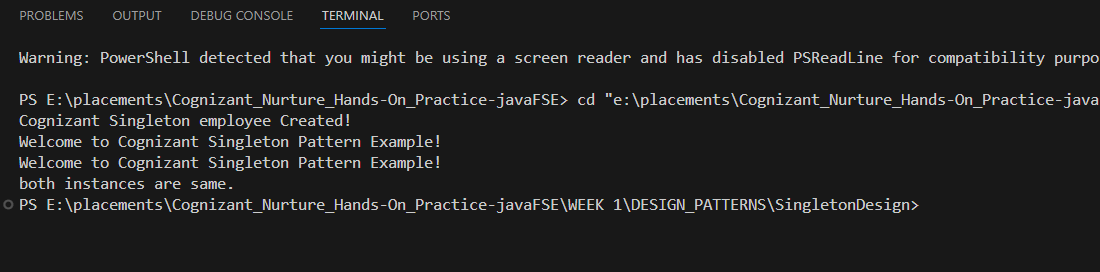 PROBLEMS OUTPUT DEBUG CONSOLE TERMINAL PORTS
Warning: PowerShell detected that you might be using a screen reader and has disabled PSReadLine for compatibility purpo
PS E:\placements\Cognizant_Nurture_Hands-On_Practice-javaFSE> cd "e:\placements\Cognizant_Nurture_Hands-On_Practice-java
Cognizant Singleton employee Created!
Welcome to Cognizant Singleton Pattern Example!
Welcome to Cognizant Singleton Pattern Example!
both instances are same.
PS E:\placements\Cognizant_Nurture_Hands-On_Practice-javaFSE\WEEK 1\DESIGN_PATTERNS\SingletonDesign>